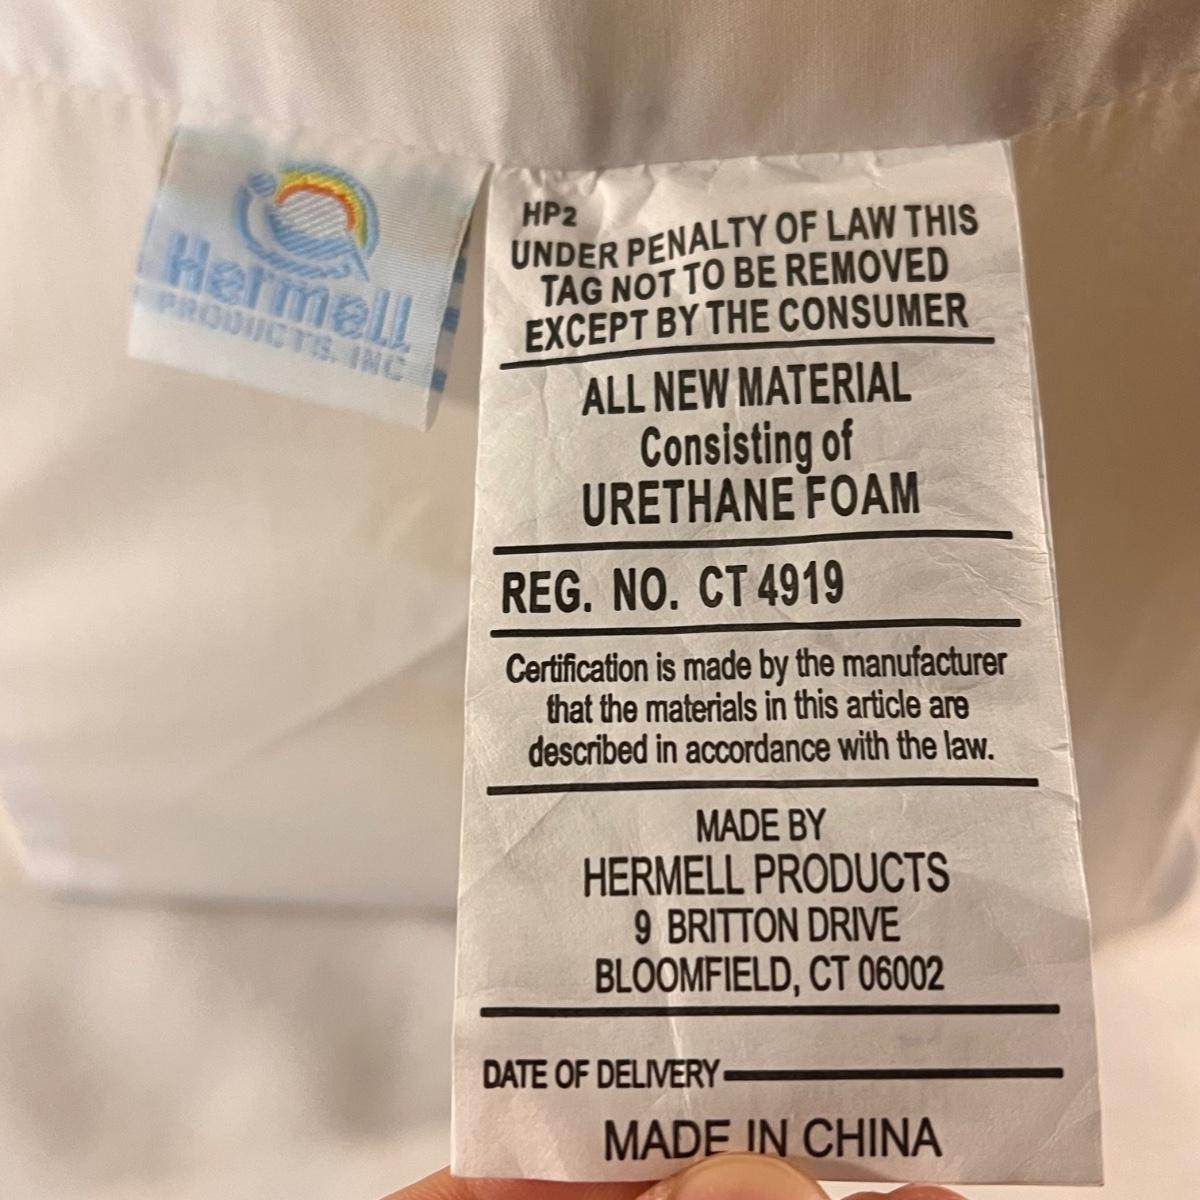 Hermell
PRODUCTS, INC
HP2
UNDER PENALTY OF LAW THIS
TAG NOT TO BE REMOVED
EXCEPT BY THE CONSUMER
ALL NEW MATERIAL
Consisting of
URETHANE FOAM
REG. NO. CT 4919
Certification is made by the manufacturer
that the materials in this article are
described in accordance with the law.
MADE BY
HERMELL PRODUCTS
9 BRITTON DRIVE
BLOOMFIELD, CT 06002
DATE OF DELIVERY
MADE IN CHINA